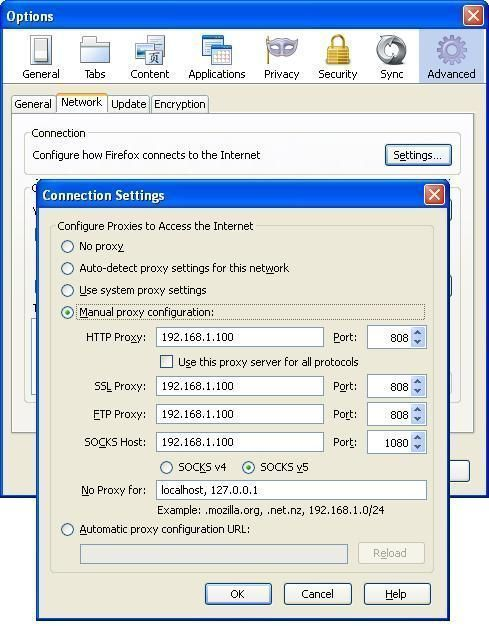 Options
General Tabs Content Applications Privacy Security Sync Advanced
General Network Update Encryption
Connection
Configure how Firefox connects to the Internet Settings...
Connection Settings
Configure Proxies to Access the Internet
No proxy
Auto-detect proxy settings for this network
Use system proxy settings
Manual proxy configuration:
HTTP Proxy: 192.168.1.100 Port: 808
Use this proxy server for all protocols
SSL Proxy: 192.168.1.100 Port: 808
FTP Proxy: 192.168.1.100 Port: 808
SOCKS Host: 192.168.1.100 Port: 1080
SOCKS v4 SOCKS v5
No Proxy for: localhost, 127.0.0.1
Example: .mozilla.org, .net.nz, 192.168.1.0/24
Automatic proxy configuration URL:
Reload
OK Cancel Help